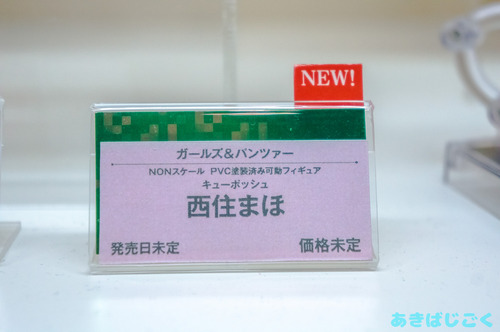 NEW!
ガールズ&パンツァー
NONスケール PVC塗装済み可動フィギュア
キューポッシュ
西住まほ
発売日未定 価格未定
あきばじごく